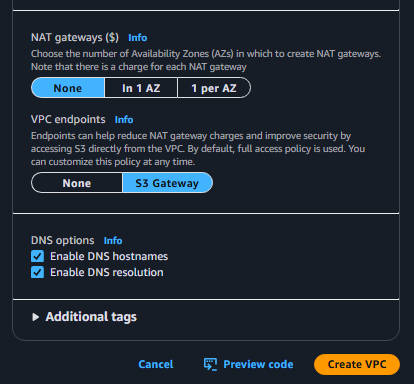 NAT gateways ($) Info
Choose the number of Availability Zones (AZs) in which to create NAT gateways.
Note that there is a charge for each NAT gateway
None In 1 AZ 1 per AZ
VPC endpoints Info
Endpoints can help reduce NAT gateway charges and improve security by
accessing S3 directly from the VPC. By default, full access policy is used. You
can customize this policy at any time.
None S3 Gateway
DNS options Info
Enable DNS hostnames
Enable DNS resolution
Additional tags
Cancel Preview code Create VPC